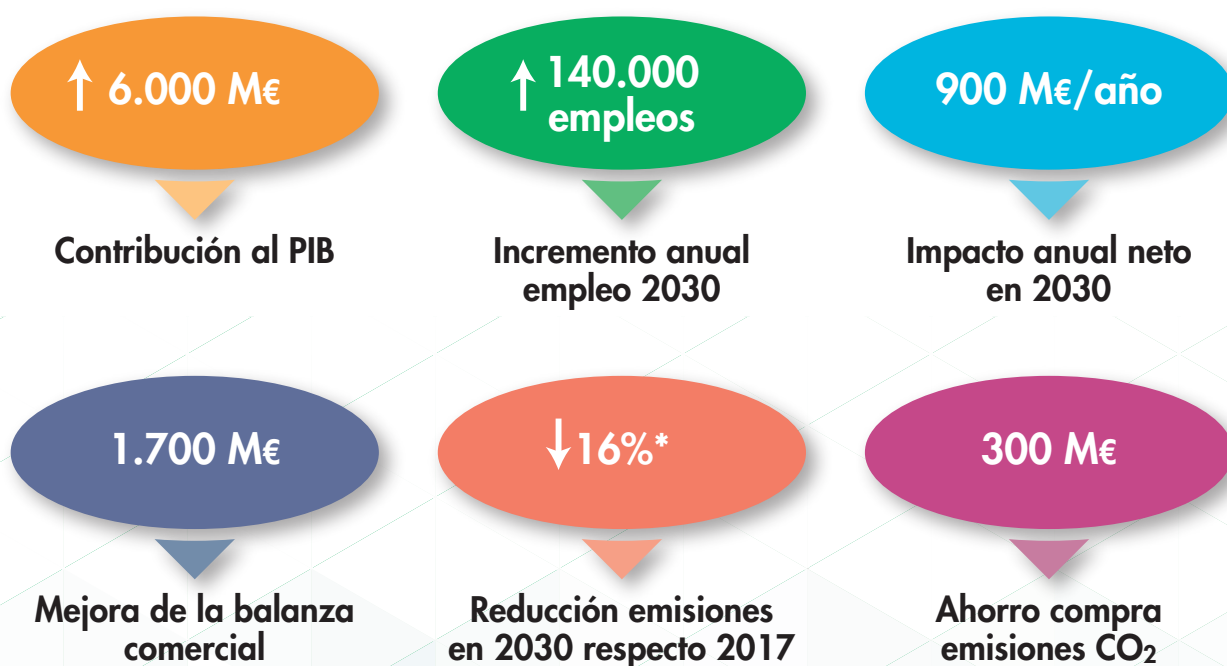 ↑ 6.000 M€
↑ 140.000
empleos
900 M€/año
Contribución al PIB
Incremento anual
empleo 2030
Impacto anual neto
en 2030
1.700 M€
↓16%*
300 M€
Mejora de la balanza
comercial
Reducción emisiones
en 2030 respecto 2017
Ahorro compra
emisiones CO₂